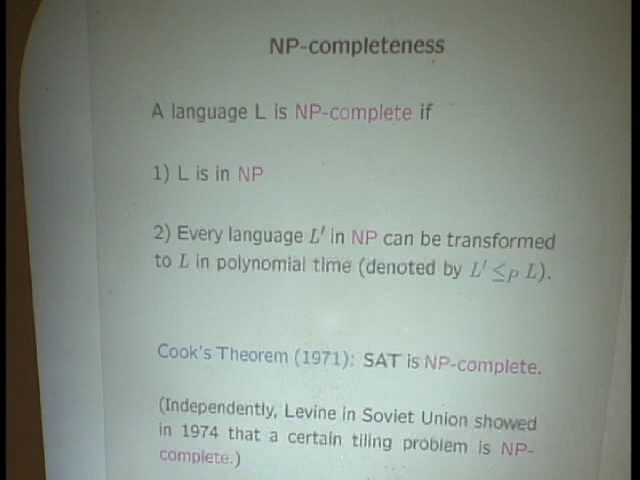 NP-completeness
A language L is NP-complete if
1) L is in NP
2) Every language L′ in NP can be transformed
to L in polynomial time (denoted by L′ ≤P L).
Cook's Theorem (1971): SAT is NP-complete.
(Independently, Levine in Soviet Union showed
in 1974 that a certain tiling problem is NP-
complete.)